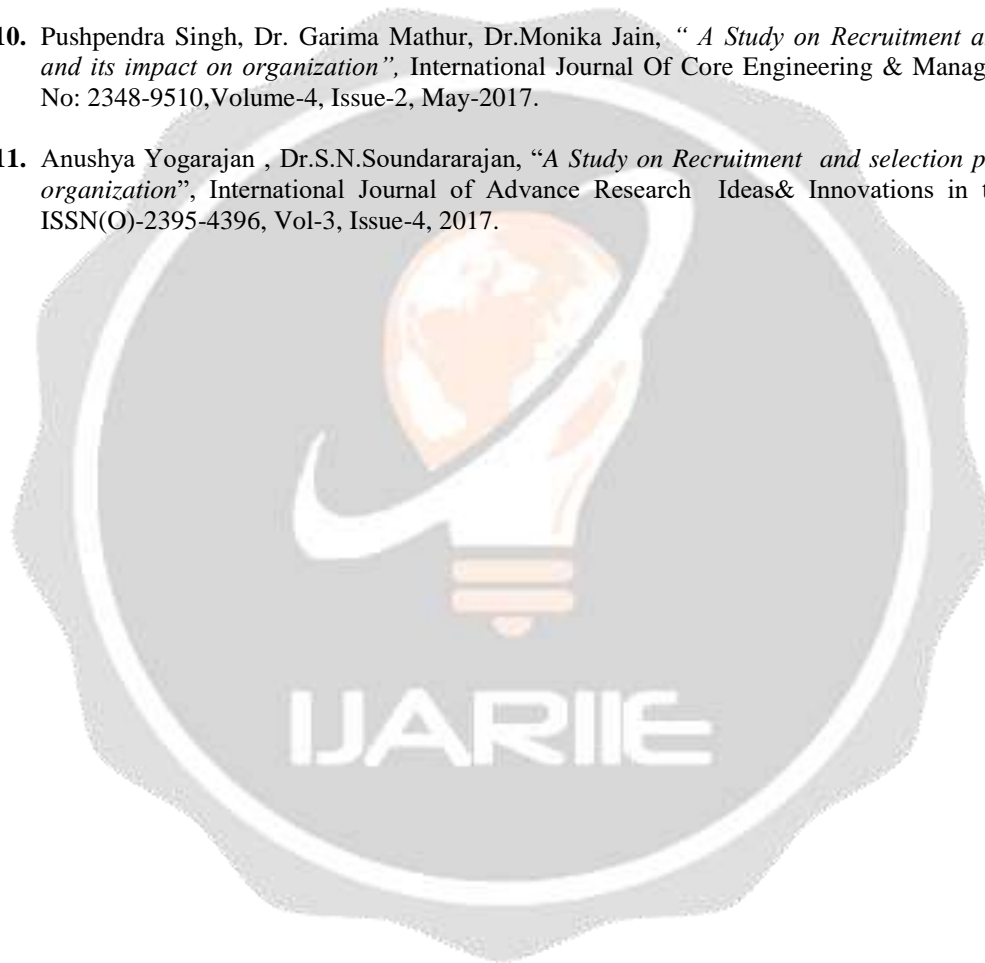 10. Pushpendra Singh, Dr. Garima Mathur, Dr.Monika Jain, “ A Study on Recruitment
and its impact on organization”, International Journal Of Core Engineering &
No: 2348-9510,Volume-4, Issue-2, May-2017.
11. Anushya Yogarajan , Dr.S.N.Soundararajan, “A Study on Recruitment and selection
organization”, International Journal of Advance Research Ideas& Innovations in
ISSN(O)-2395-4396, Vol-3, Issue-4, 2017.
IJARIIE